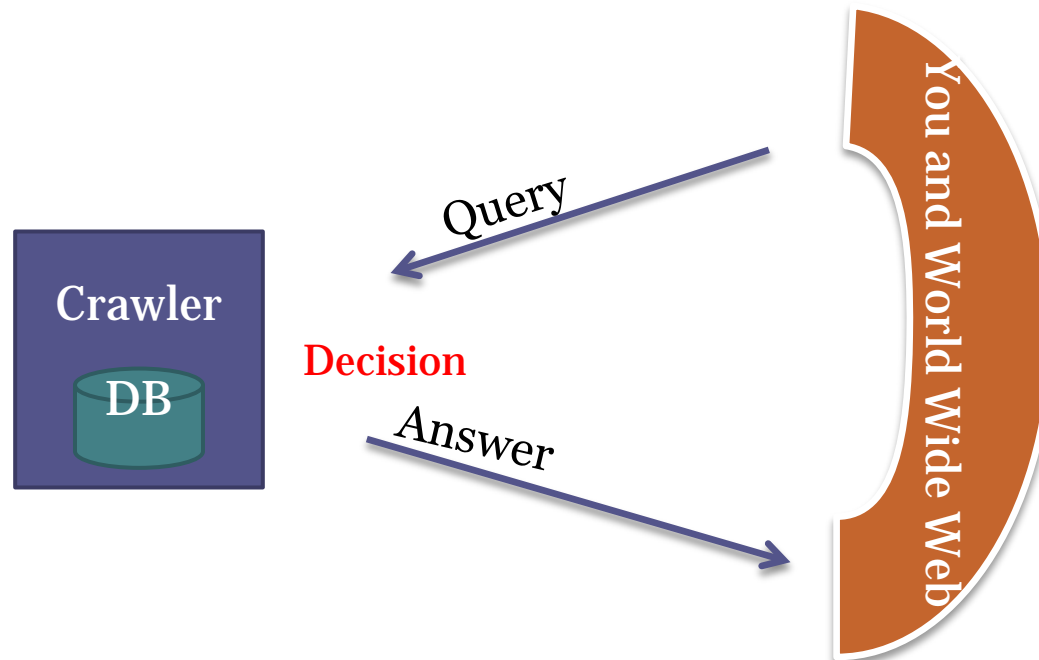 Query
Crawler
DB
Decision
Answer
You and World Wide Web